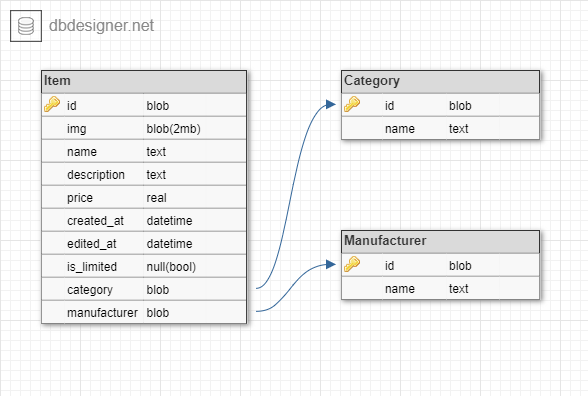 dbdesigner.net
Item
id blob
img blob(2mb)
name text
description text
price real
created_at datetime
edited_at datetime
is_limited null(bool)
category blob
manufacturer blob
Category
id blob
name text
Manufacturer
id blob
name text